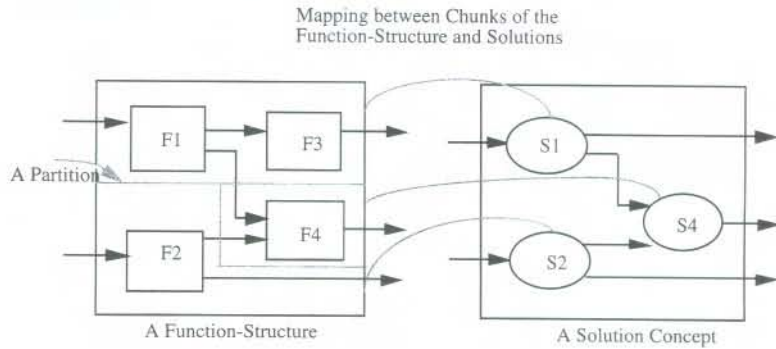 Mapping between Chunks of the
Function-Structure and Solutions
F1
F3
A Partition
F4
F2
S1
S4
S2
A Function-Structure
A Solution Concept